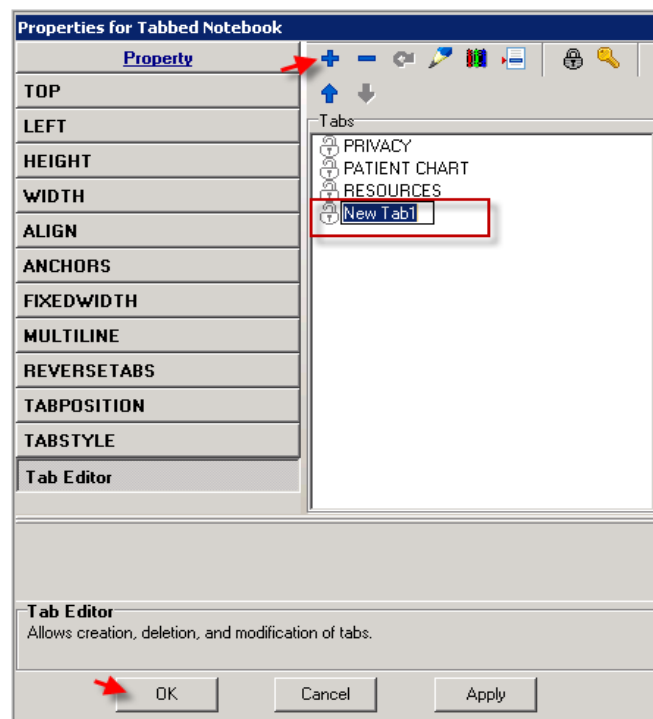 Properties for Tabbed Notebook
Property
TOP
LEFT
HEIGHT
WIDTH
ALIGN
ANCHORS
FIXEDWIDTH
MULTILINE
REVERSETABS
TABPOSITION
TABSTYLE
Tab Editor
Tabs
PRIVACY
PATIENT CHART
RESOURCES
New Tab1
Tab Editor
Allows creation, deletion, and modification of tabs.
OK
Cancel
Apply